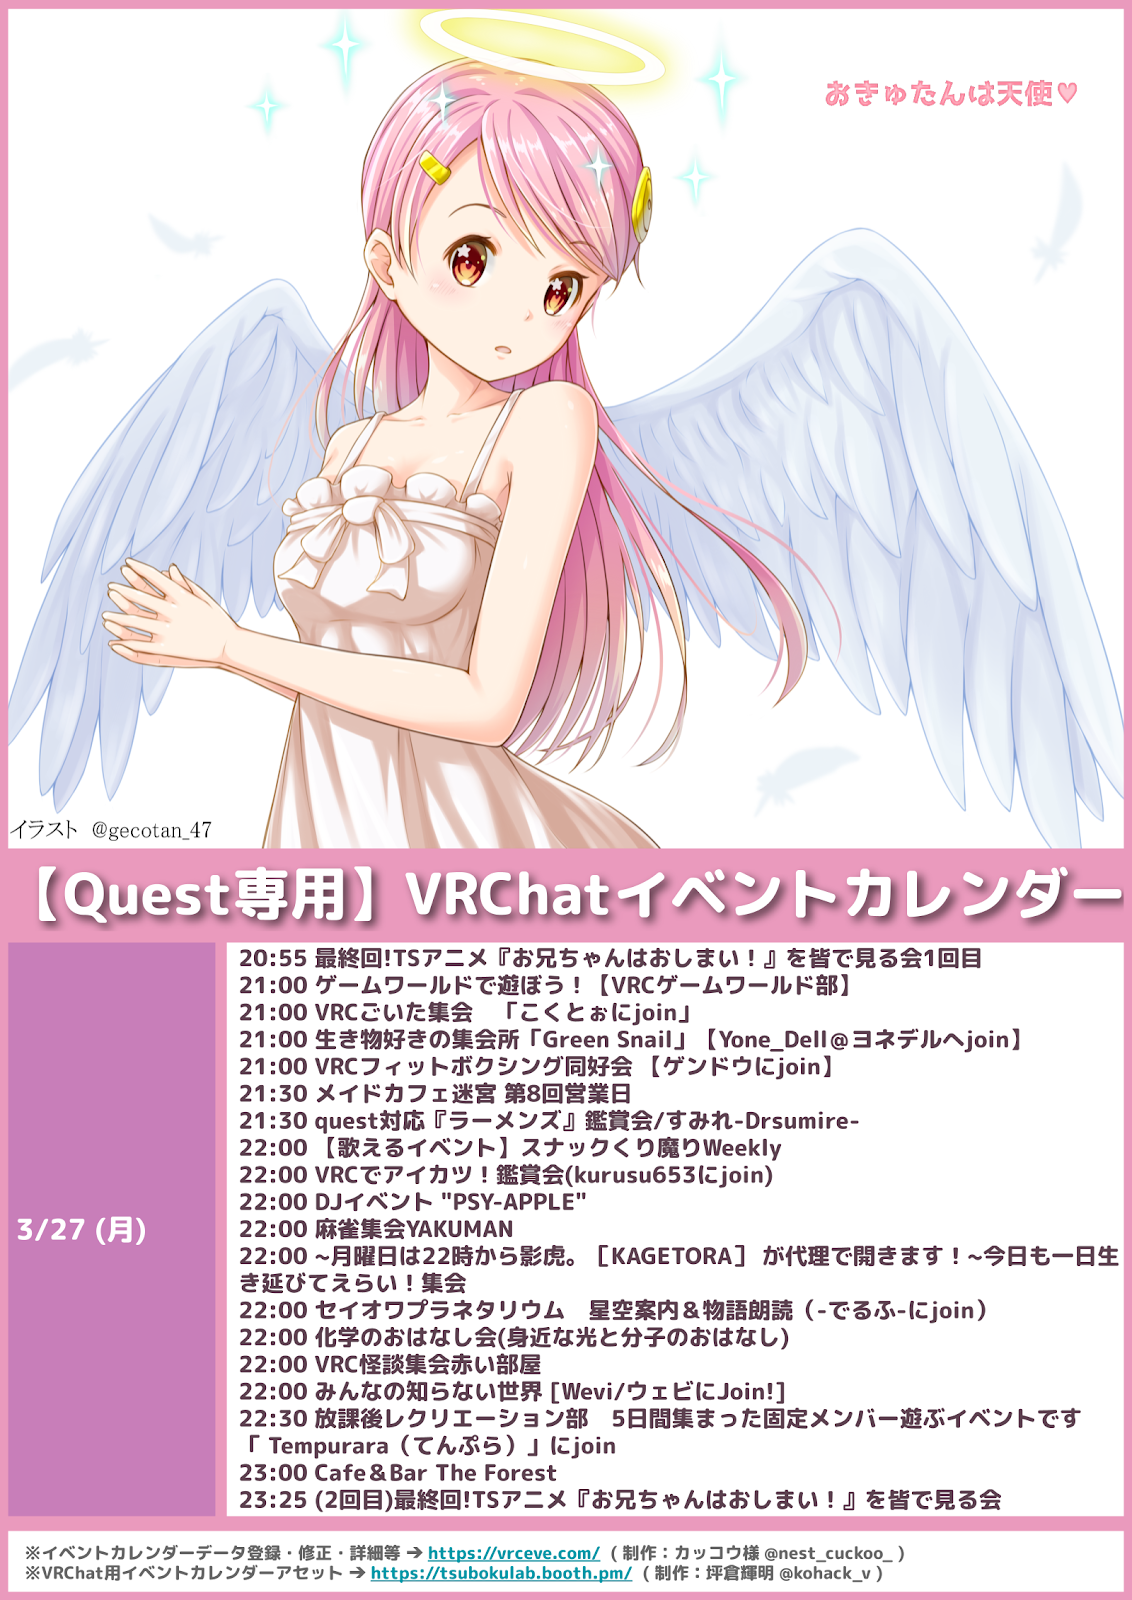 おきゅたんは天使♥
イラスト @gecotan_47
【Quest専用】VRChatイベントカレンダー
3/27 (月)
20:55 最終回!TSアニメ『お兄ちゃんはおしまい！』を皆で見る会1回目
21:00 ゲームワールドで遊ぼう！【VRCゲームワールド部】
21:00 VRCごいた集会　「こくとぉにjoin」
21:00 生き物好きの集会所「Green Snail」【Yone_Dell＠ヨネデルへjoin】
21:00 VRCフィットボクシング同好会 【ゲンドウにjoin】
21:30 メイドカフェ迷宮 第8回営業日
21:30 quest対応『ラーメンズ』鑑賞会/すみれ-Drsumire-
22:00 【歌えるイベント】スナックくり魔りWeekly
22:00 VRCでアイカツ！鑑賞会(kurusu653にjoin)
22:00 DJイベント "PSY-APPLE"
22:00 麻雀集会YAKUMAN
22:00 ~月曜日は22時から影虎。［KAGETORA］ が代理で開きます！~今日も一日生
き延びてえらい！集会
22:00 セイオワプラネタリウム　星空案内＆物語朗読（-でるふ-にjoin）
22:00 化学のおはなし会(身近な光と分子のおはなし)
22:00 VRC怪談集会赤い部屋
22:00 みんなの知らない世界 [Wevi/ウェビにJoin!]
22:30 放課後レクリエーション部　5日間集まった固定メンバー遊ぶイベントです
「 Tempurara（てんぷら）」にjoin
23:00 Cafe＆Bar The Forest
23:25 (2回目)最終回!TSアニメ『お兄ちゃんはおしまい！』を皆で見る会
※イベントカレンダーデータ登録・修正・詳細等 ➔ https://vrceve.com/ （ 制作：カッコウ様 @nest_cuckoo_ ）
※VRChat用イベントカレンダーアセット ➔ https://tsubokulab.booth.pm/ （ 制作：坪倉輝明 @kohack_v ）